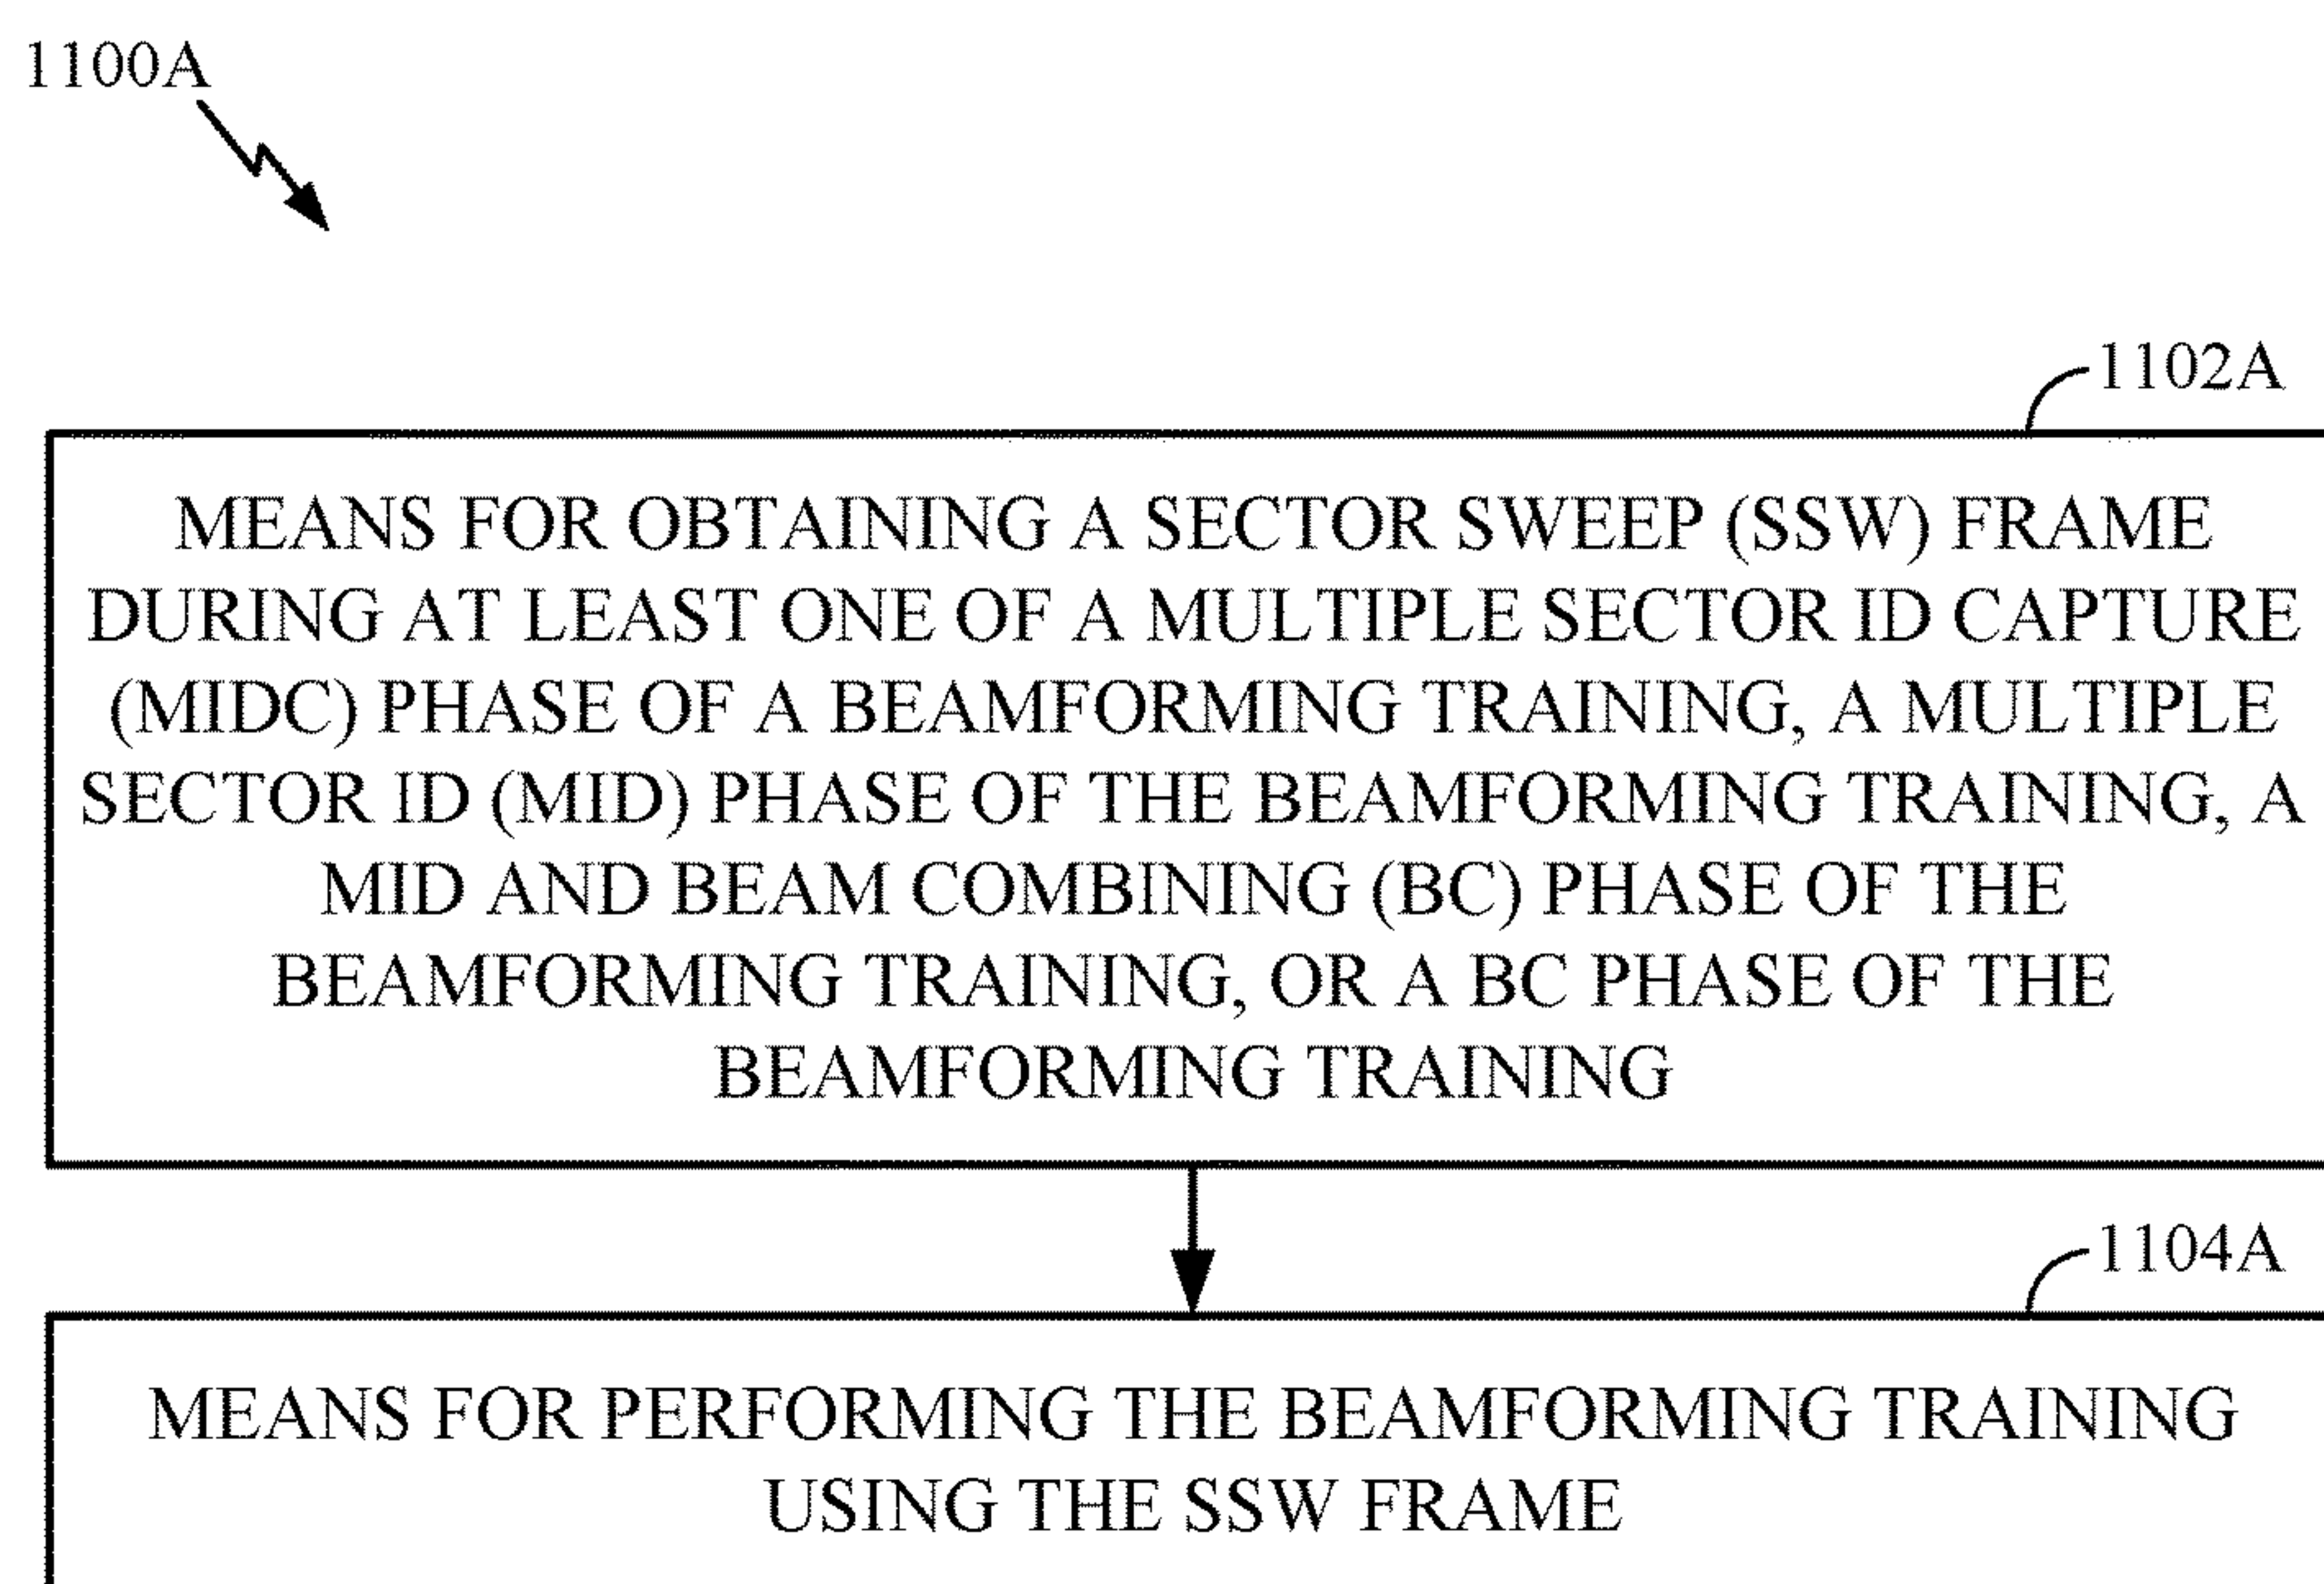 1100A
1102A
MEANS FOR OBTAINING A SECTOR SWEEP (SSW) FRAME
DURING AT LEAST ONE OF A MULTIPLE SECTOR ID CAPTURE
(MIDC) PHASE OF A BEAMFORMING TRAINING, A MULTIPLE
SECTOR ID (MID) PHASE OF THE BEAMFORMING TRAINING, A
MID AND BEAM COMBINING (BC) PHASE OF THE
BEAMFORMING TRAINING, OR A BC PHASE OF THE
BEAMFORMING TRAINING
1104A
MEANS FOR PERFORMING THE BEAMFORMING TRAINING
USING THE SSW FRAME